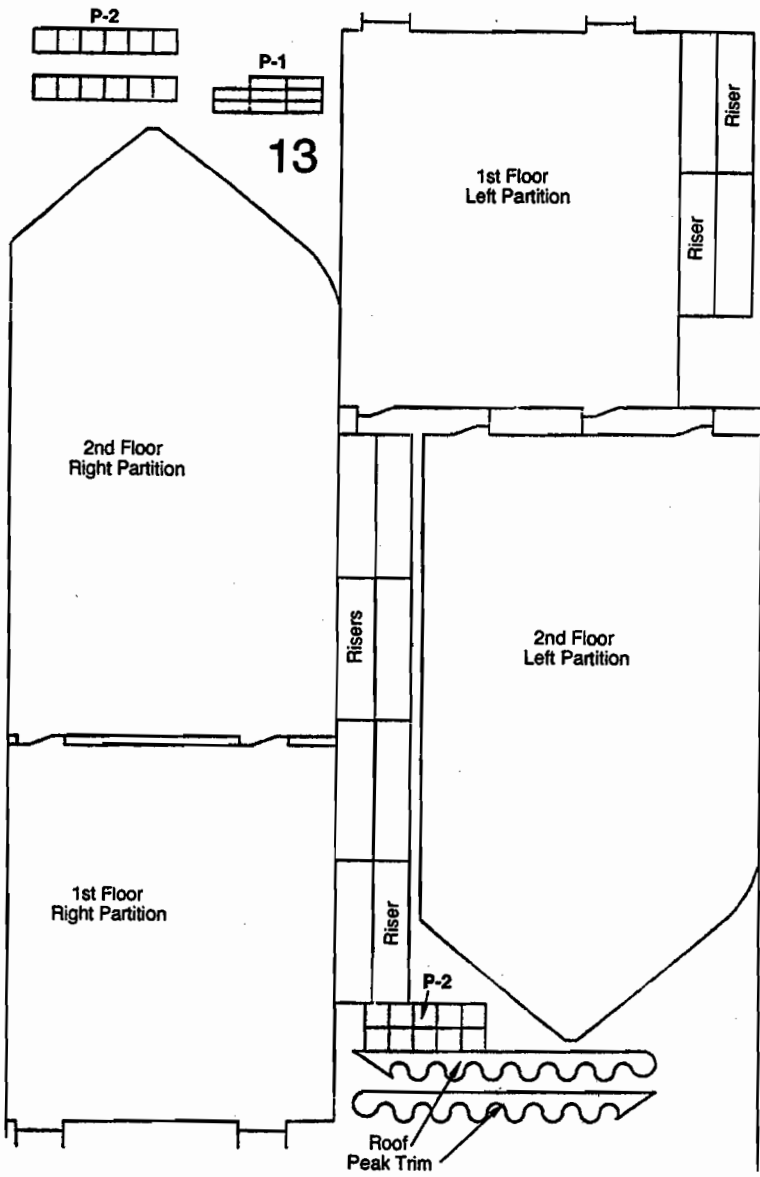 P-2
P-1
13
1st Floor
Left Partition
Riser
Riser
2nd Floor
Right Partition
Risers
2nd Floor
Left Partition
1st Floor
Right Partition
Riser
P-2
Roof
Peak Trim